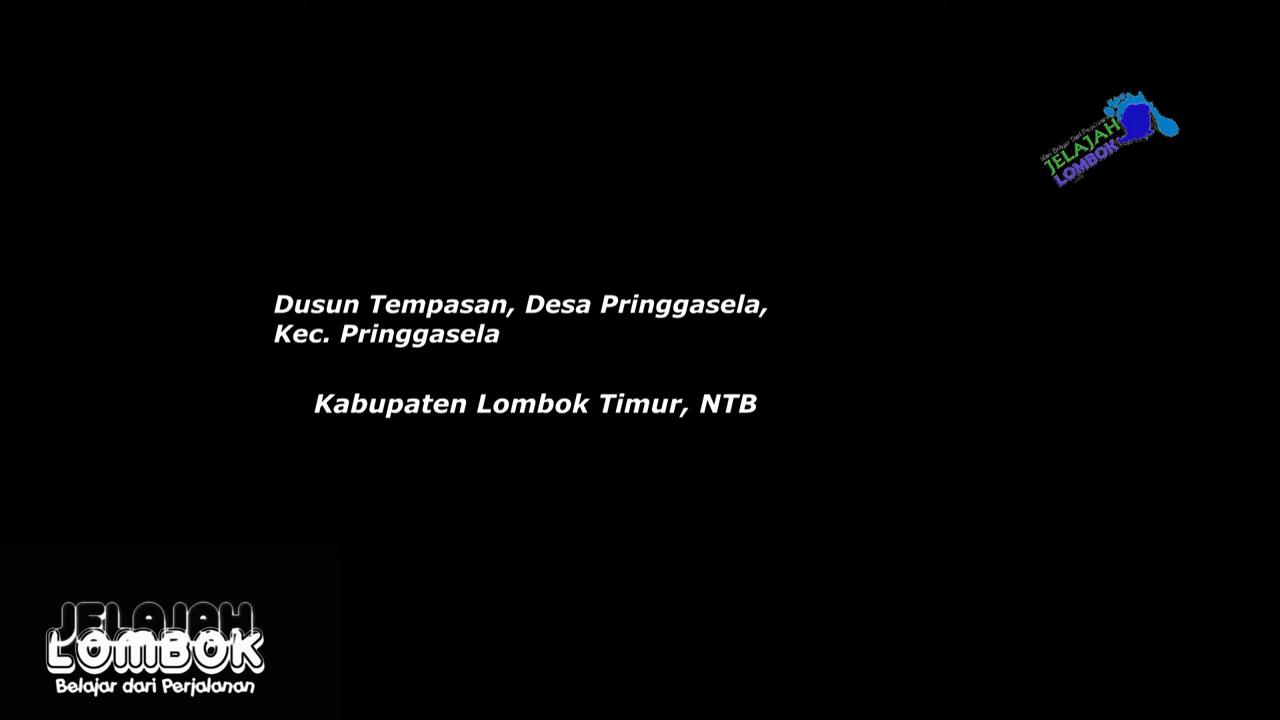 JELAJAH
LOMBOK
Dusun Tempasan, Desa Pringgasela,
Kec. Pringgasela
Kabupaten Lombok Timur, NTB
JELAJAH
LOMBOK
Belajar dari Perjalanan